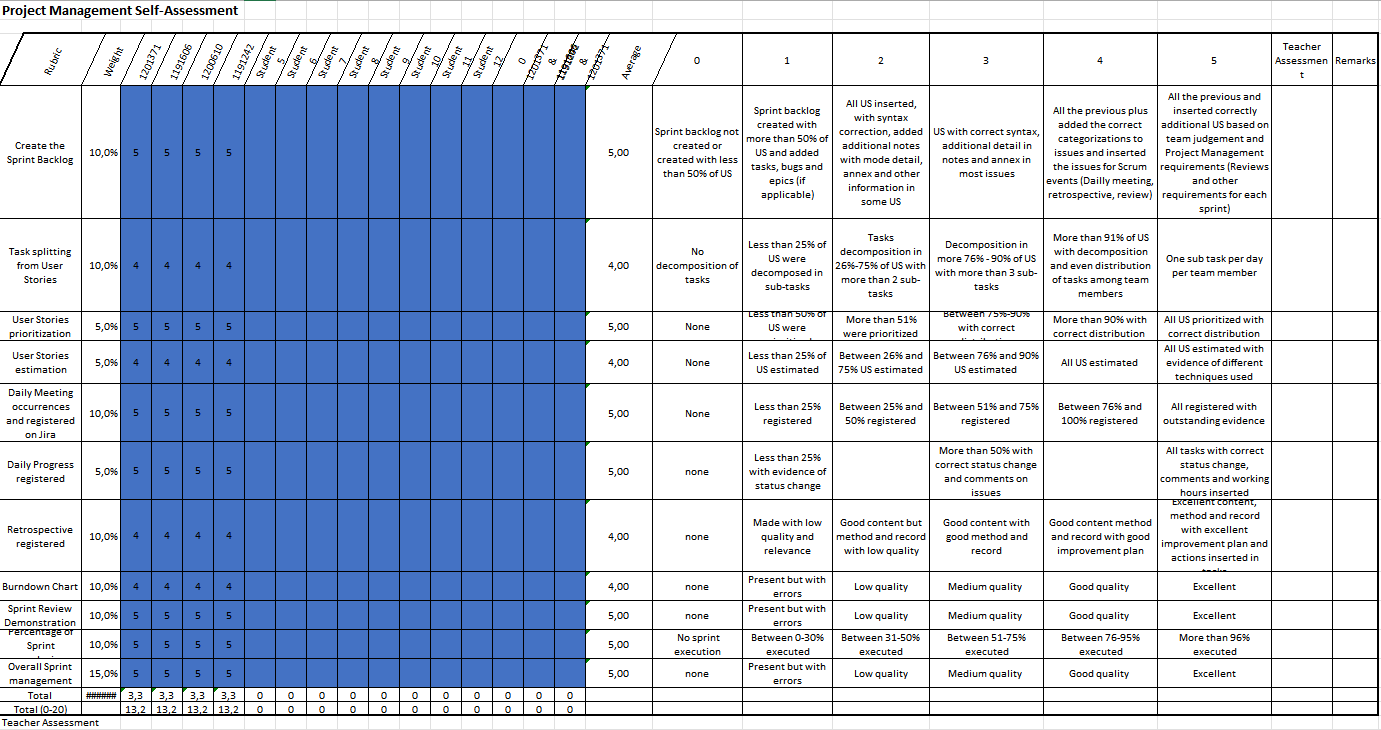 Project Management Self-Assessment
Rubric Weight 1201371 1191606 1200610 1191242 Student 5 Student 6 Student 7 Student 8 Student 9 Student 10 Student 11 Student 12 0 1201371 & & 1201371 Average 0 1 2 3 4 5 Teacher Assessmen t Remarks
Create the Sprint Backlog 10,0% 5 5 5 5 5,00 Sprint backlog not created or created with less than 50% of US Sprint backlog created with more than 50% of US and added tasks, bugs and epics (if applicable) All US inserted, with syntax correction, added additional notes with mode detail, annex and other information in some US US with correct syntax, additional detail in notes and annex in most issues All the previous plus added the correct categorizations to issues and inserted the issues for Scrum events (Dailly meeting, retrospective, review) All the previous and inserted correctly additional US based on team judgement and Project Management requirements (Reviews and other requirements for each sprint)
Task splitting from User Stories 10,0% 4 4 4 4 4,00 No decomposition of tasks Less than 25% of US were decomposed in sub-tasks Tasks decomposition in 26%-75% of US with more than 2 sub-tasks Decomposition in more 76% - 90% of US with more than 3 sub-tasks More than 91% of US with decomposition and even distribution of tasks among team members One sub task per day per team member
User Stories prioritization 5,0% 5 5 5 5 5,00 None Less than 50% of US were More than 51% were prioritized Between 75%-90% with correct More than 90% with correct distribution All US prioritized with correct distribution
User Stories estimation 5,0% 4 4 4 4 4,00 None Less than 25% of US estimated Between 26% and 75% US estimated Between 76% and 90% US estimated All US estimated All US estimated with evidence of different techniques used
Daily Meeting occurrences and registered on Jira 10,0% 5 5 5 5 5,00 None Less than 25% registered Between 25% and 50% registered Between 51% and 75% registered Between 76% and 100% registered All registered with outstanding evidence
Daily Progress registered 5,0% 5 5 5 5 5,00 none Less than 25% with evidence of status change More than 50% with correct status change and comments on issues All tasks with correct status change, comments and working hours inserted
Retrospective registered 10,0% 4 4 4 4 4,00 none Made with low quality and relevance Good content but method and record with low quality Good content with good method and record Good content method and record with good improvement plan Excellent content, method and record with excellent improvement plan and actions inserted in
Burndown Chart 10,0% 4 4 4 4 4,00 none Present but with errors Low quality Medium quality Good quality Excellent
Sprint Review Demonstration 10,0% 5 5 5 5 5,00 none Present but with errors Low quality Medium quality Good quality Excellent
Percentage of Sprint 10,0% 5 5 5 5 5,00 No sprint execution Between 0-30% executed Between 31-50% executed Between 51-75% executed Between 76-95% executed More than 96% executed
Overall Sprint management 15,0% 5 5 5 5 5,00 none Present but with errors Low quality Medium quality Good quality Excellent
Total ###### 3,3 3,3 3,3 3,3 0 0 0 0 0 0 0 0 0 0 0
Total (0-20) 13,2 13,2 13,2 13,2 0 0 0 0 0 0 0 0 0 0 0
Teacher Assessment